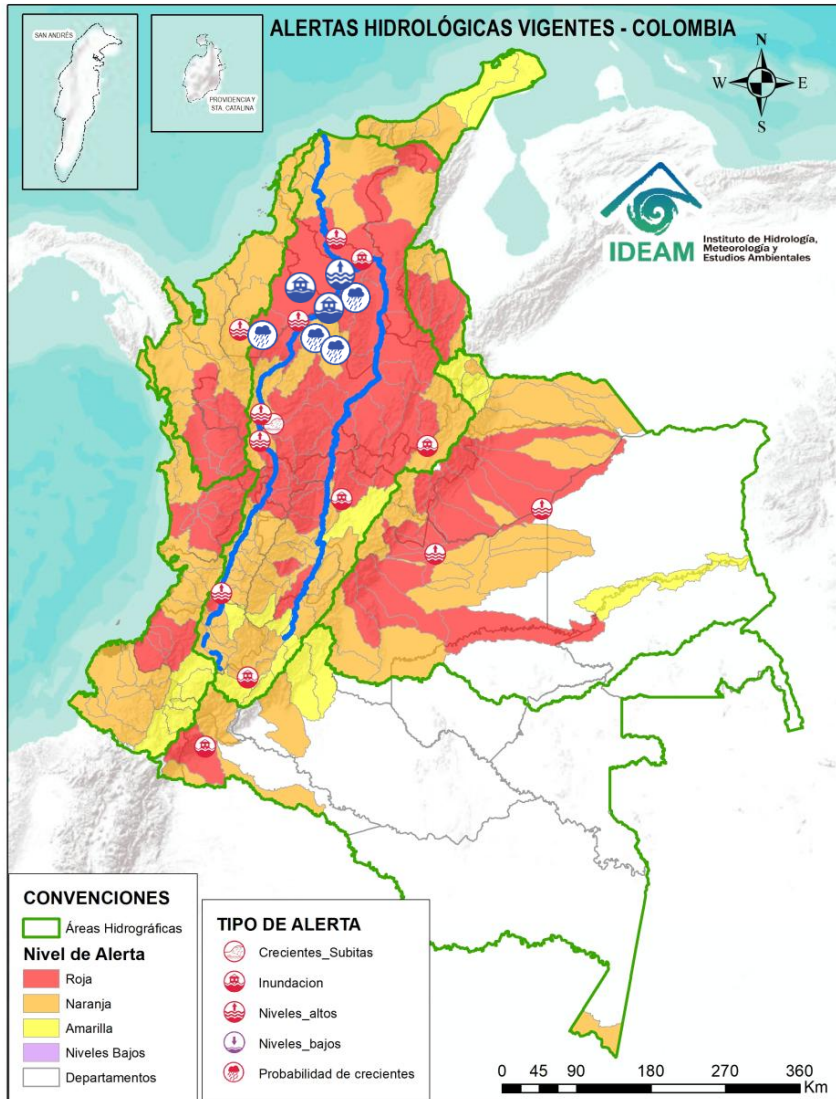 ALERTAS HIDROLÓGICAS VIGENTES - COLOMBIA
SAN ANDRÉS
PROVIDENCIA Y
STA. CATALINA
N
W
E
S
IDEAM
Instituto de Hidrología,
Meteorología y
Estudios Ambientales
CONVENCIONES
Áreas Hidrográficas
Nivel de Alerta
Roja
Naranja
Amarilla
Niveles Bajos
Departamentos
TIPO DE ALERTA
Crecientes_Subitas
Inundacion
Niveles_altos
Niveles_bajos
Probabilidad de crecientes
0 45 90 180 270 360
Km